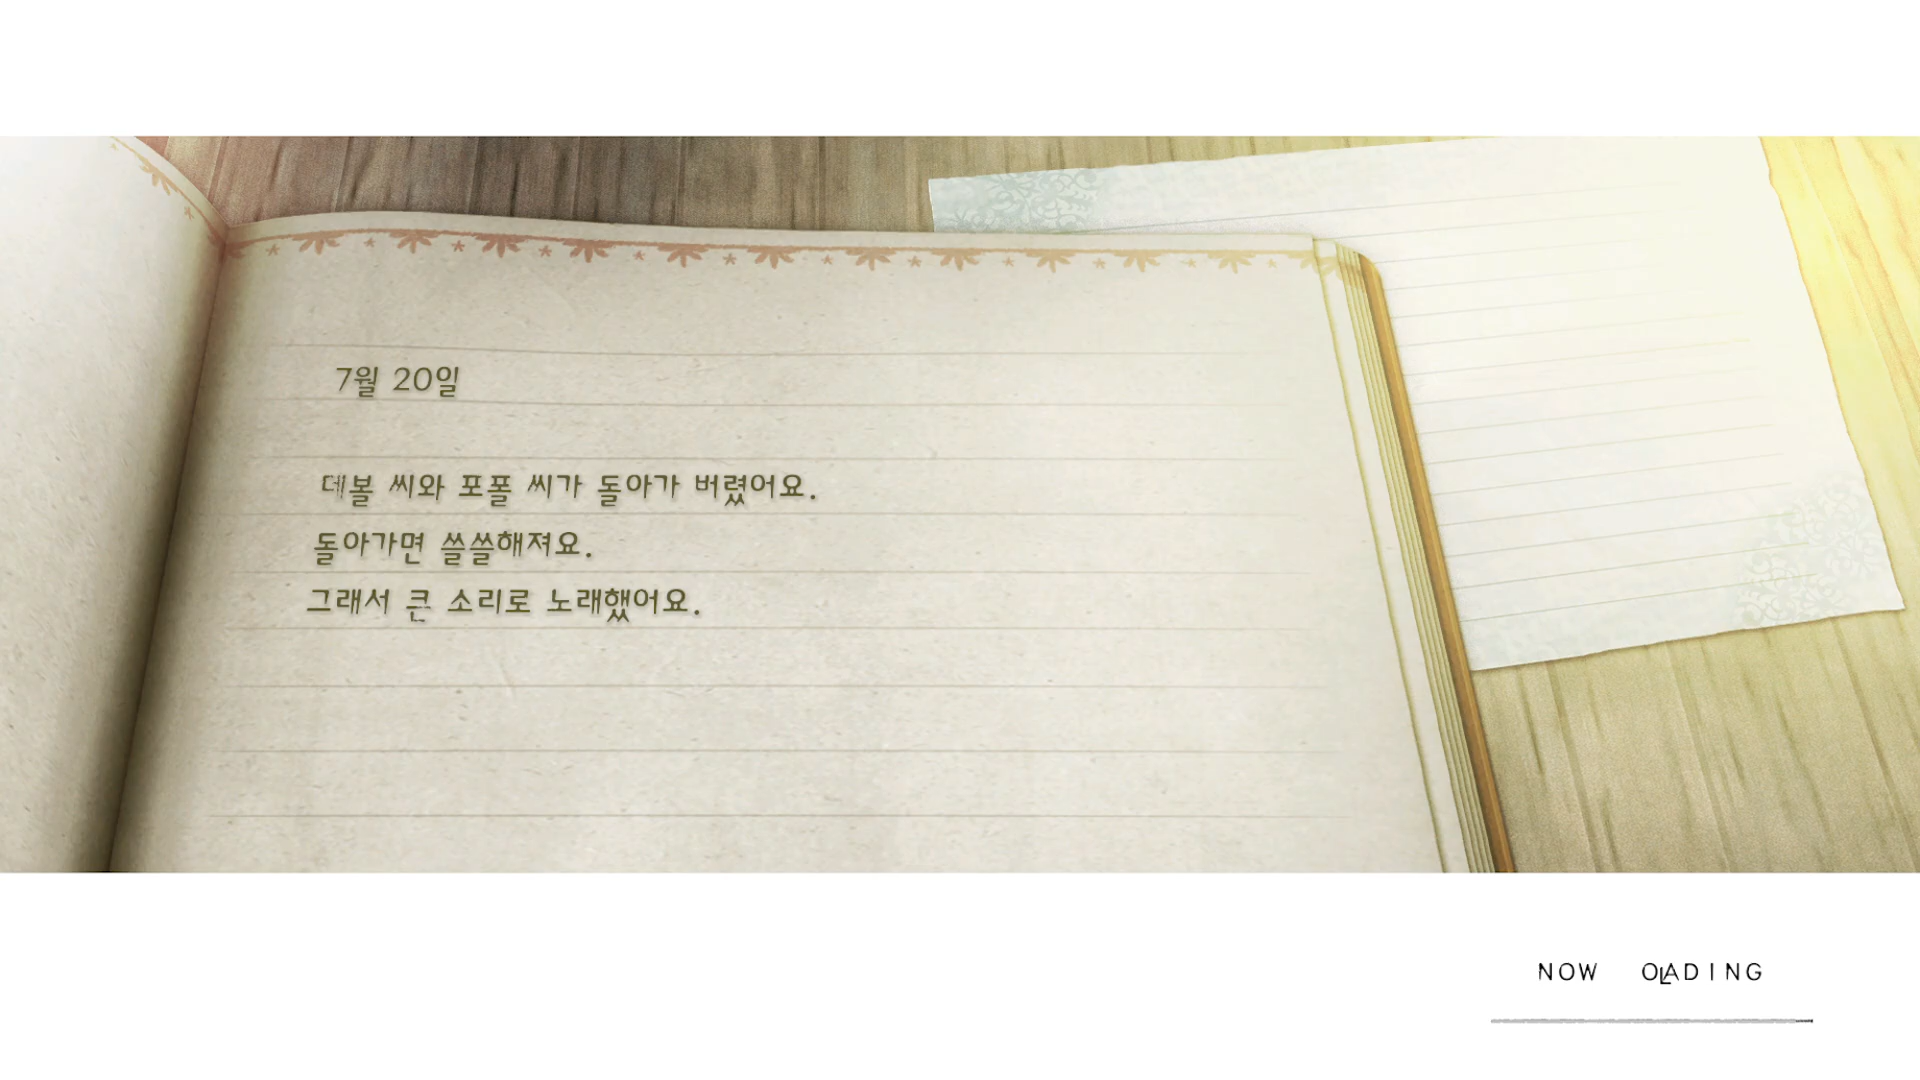 7월 20일
데볼 씨와 포폴 씨가 돌아가 버렸어요.
돌아가면 쓸쓸해져요.
그래서 큰 소리로 노래했어요.
NOW OLADING